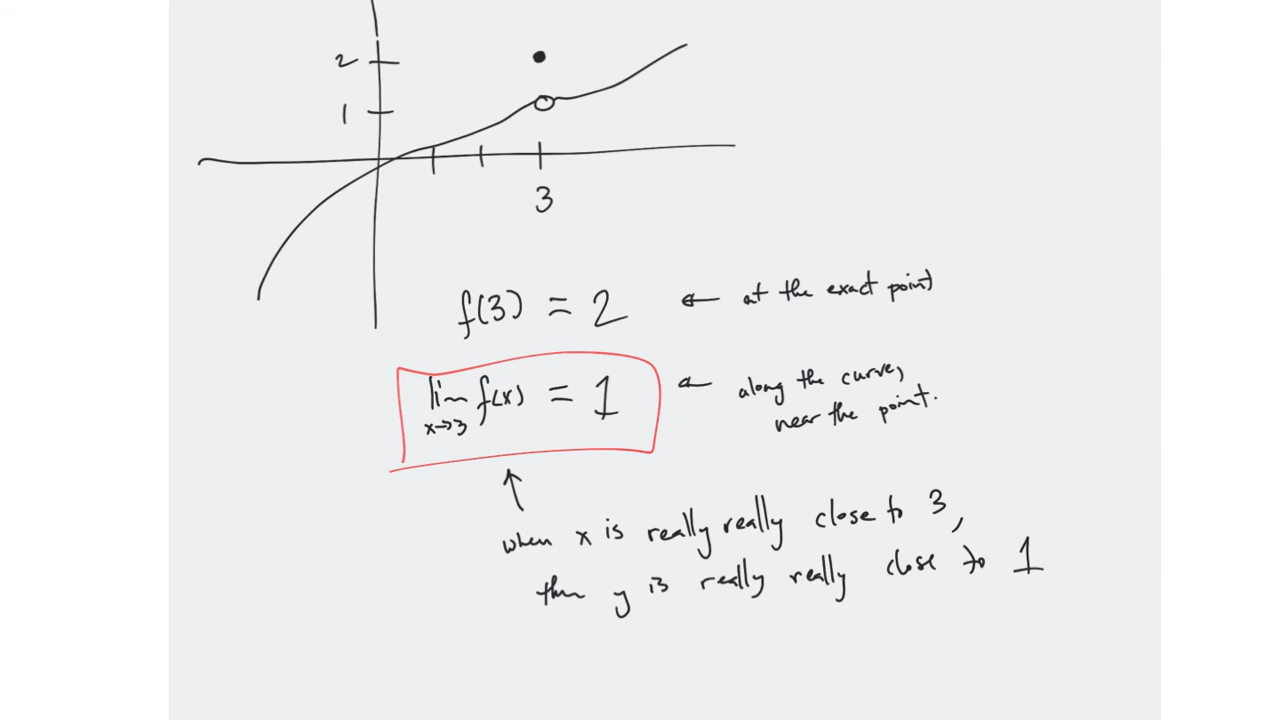 2
1
3
f(3) = 2 ← at the exact point
lim f(x) = 1 ← along the curve,
x→3 near the point.
↑
when x is really really close to 3,
then y is really really close to 1